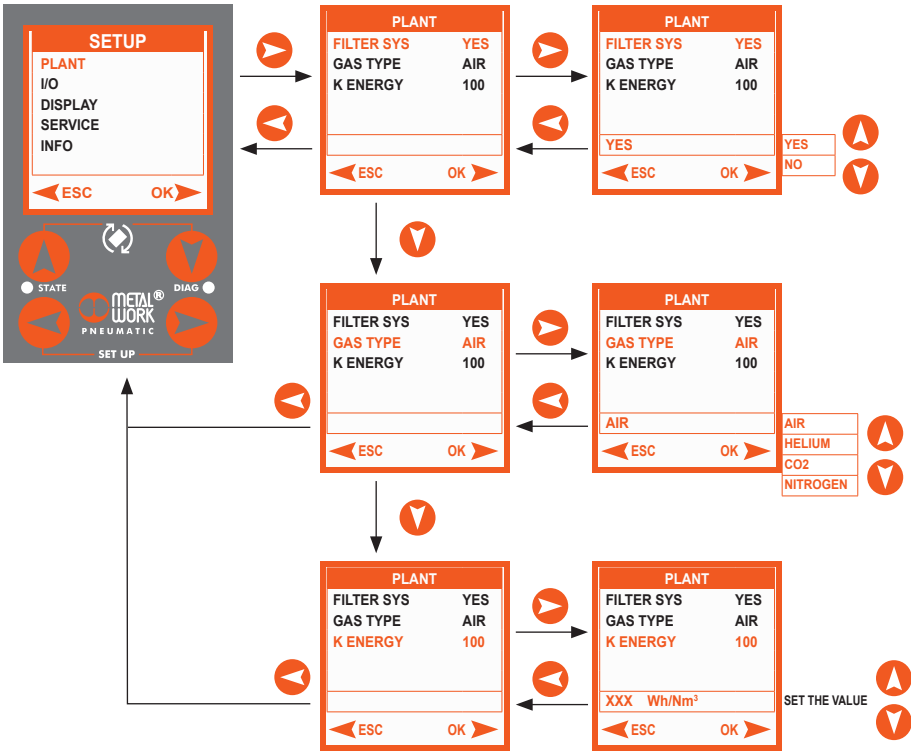 SETUP
PLANT
I/O
DISPLAY
SERVICE
INFO
ESC OK
STATE DIAG
METAL®
WORK
PNEUMATIC
SET UP
PLANT
FILTER SYS YES
GAS TYPE AIR
K ENERGY 100
ESC OK
PLANT
FILTER SYS YES
GAS TYPE AIR
K ENERGY 100
YES
ESC OK
YES
NO
PLANT
FILTER SYS YES
GAS TYPE AIR
K ENERGY 100
ESC OK
PLANT
FILTER SYS YES
GAS TYPE AIR
K ENERGY 100
AIR
ESC OK
AIR
HELIUM
CO2
NITROGEN
PLANT
FILTER SYS YES
GAS TYPE AIR
K ENERGY 100
ESC OK
PLANT
FILTER SYS YES
GAS TYPE AIR
K ENERGY 100
XXX Wh/Nm³
ESC OK
SET THE VALUE